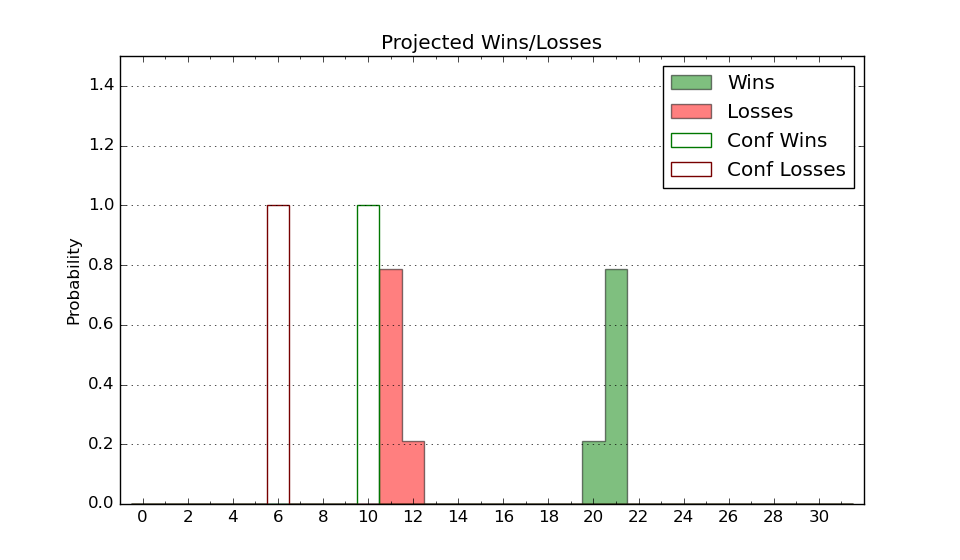 Projected Wins/Losses
Wins
Losses
Conf Wins
Conf Losses
Probability
1.4
1.2
1.0
0.8
0.6
0.4
0.2
0.0
0 2 4 6 8 10 12 14 16 18 20 22 24 26 28 30